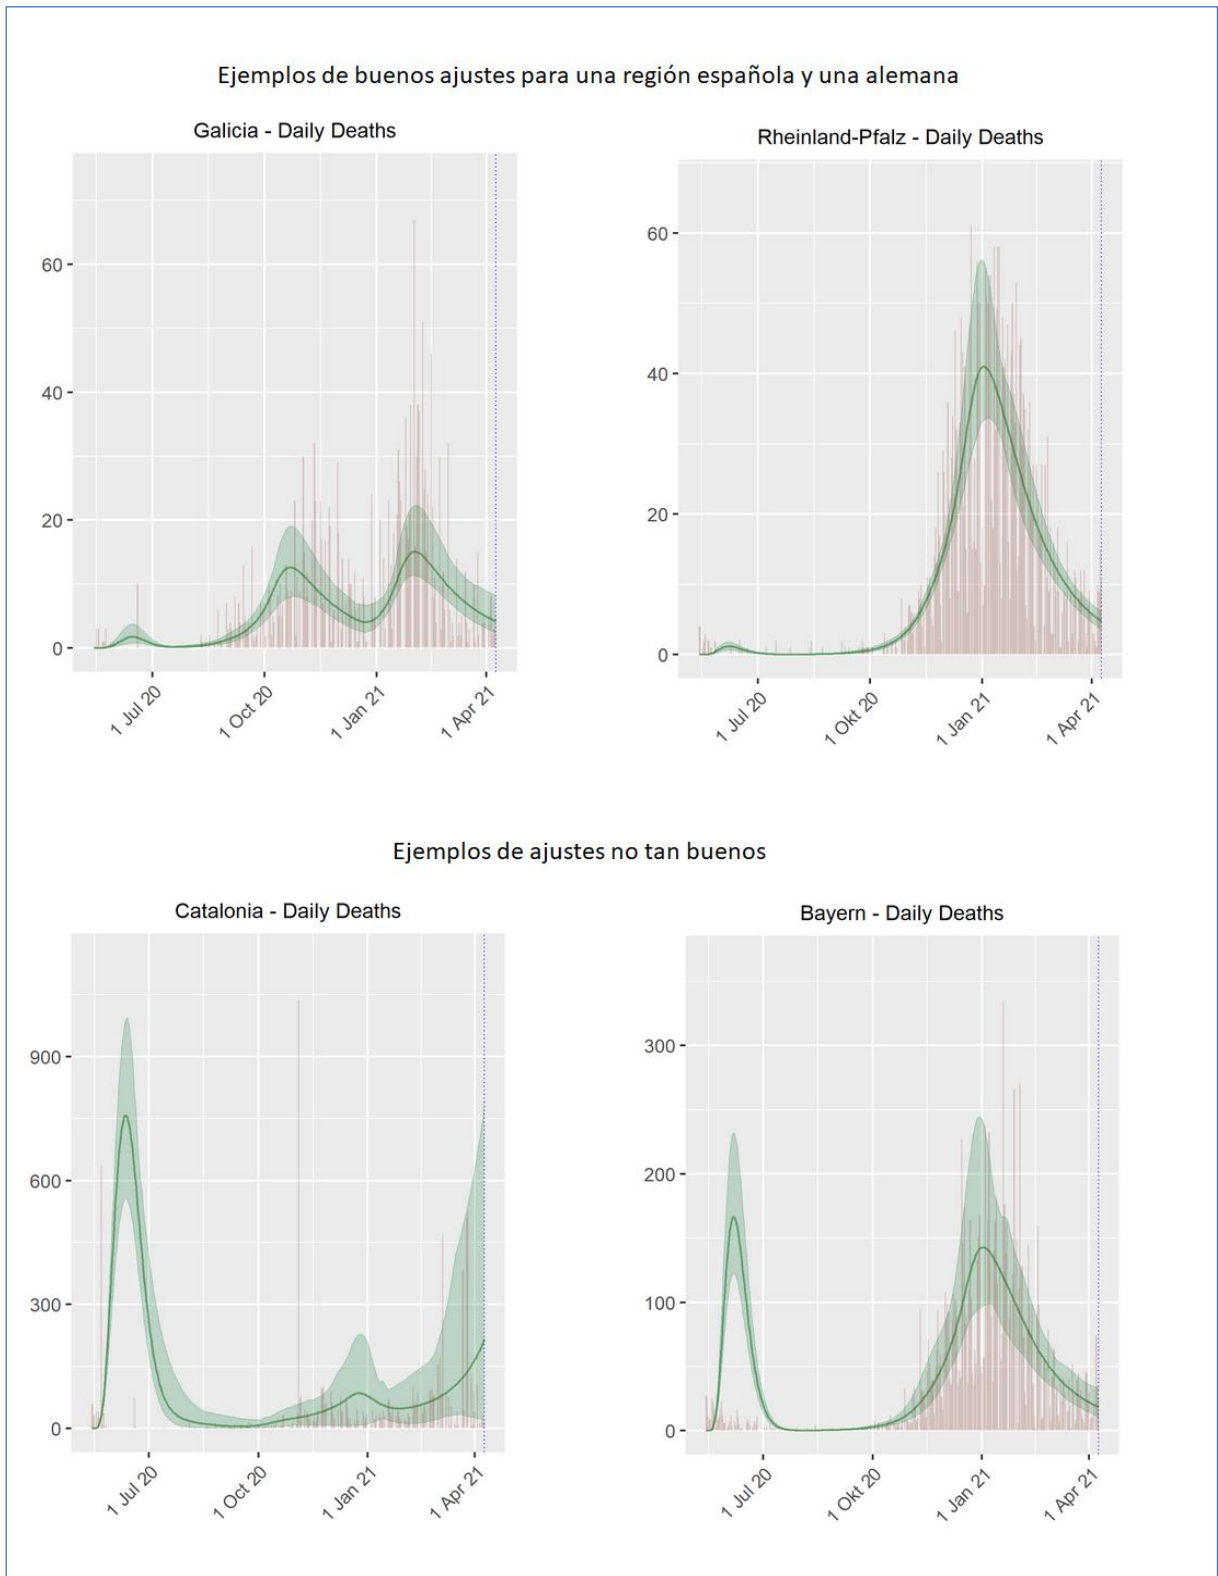 Ejemplos de buenos ajustes para una región española y una alemana
Galicia - Daily Deaths
60
40
20
0
1 Jul 20
1 Oct 20
1 Jan 21
1 Apr 21
Rheinland-Pfalz - Daily Deaths
60
40
20
0
1 Jul 20
1 Okt 20
1 Jan 21
1 Apr 21
Ejemplos de ajustes no tan buenos
Catalonia - Daily Deaths
900
600
300
0
1 Jul 20
1 Oct 20
1 Jan 21
1 Apr 21
Bayern - Daily Deaths
300
200
100
0
1 Jul 20
1 Okt 20
1 Jan 21
1 Apr 21